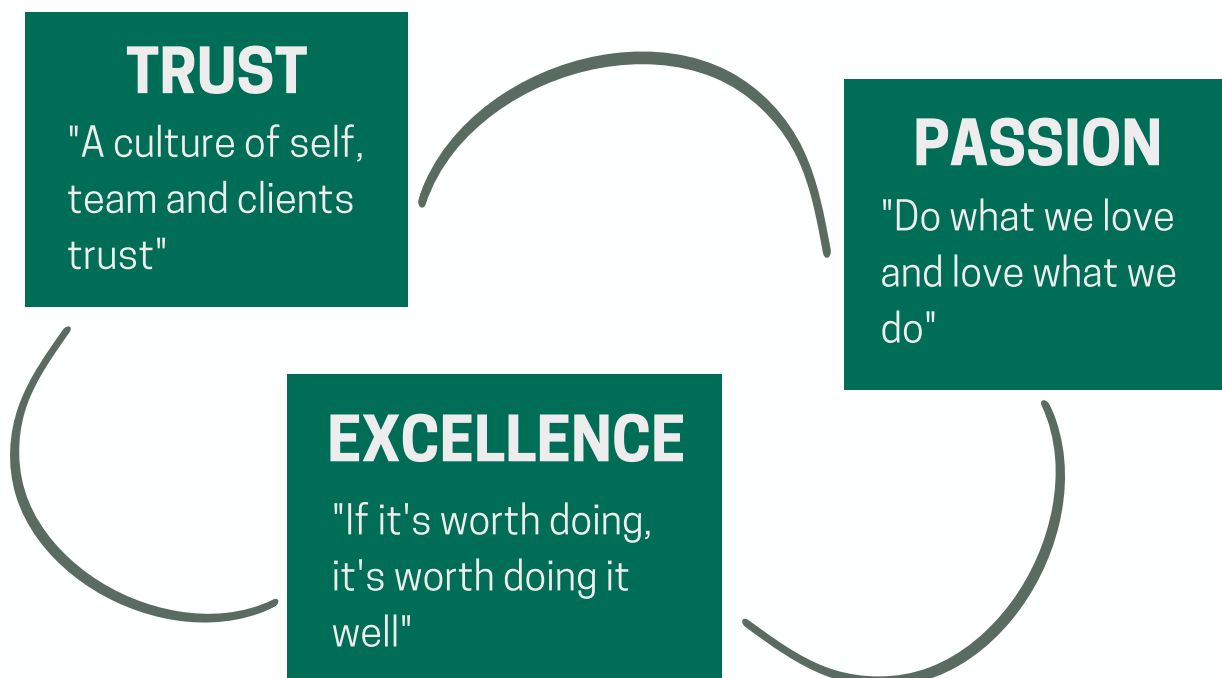 TRUST
"A culture of self,
team and clients
trust"
PASSION
"Do what we love
and love what we
do"
EXCELLENCE
"If it's worth doing,
it's worth doing it
well"